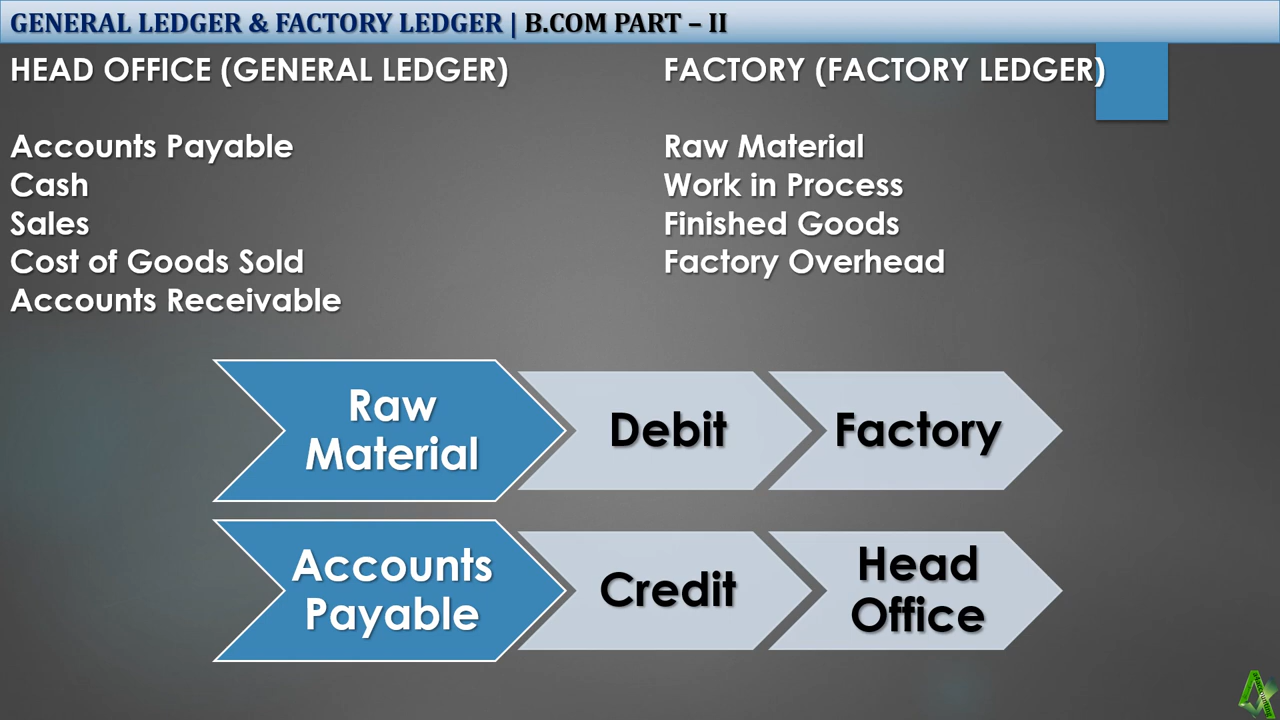 GENERAL LEDGER & FACTORY LEDGER | B.COM PART – II
HEAD OFFICE (GENERAL LEDGER)
Accounts Payable
Cash
Sales
Cost of Goods Sold
Accounts Receivable
FACTORY (FACTORY LEDGER)
Raw Material
Work in Process
Finished Goods
Factory Overhead
Raw
Material
Debit
Factory
Accounts
Payable
Credit
Head
Office